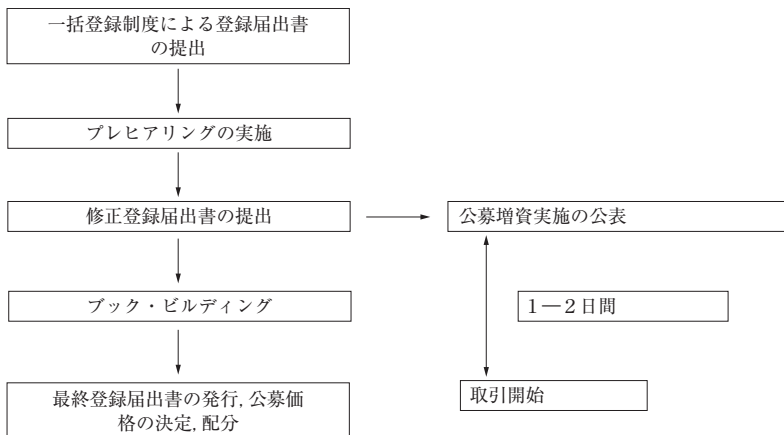 一括登録制度による登録届出書
の提出
プレヒアリングの実施
修正登録届出書の提出
公募増資実施の公表
ブック・ビルディング
1―2日間
最終登録届出書の発行, 公募価
格の決定, 配分
取引開始